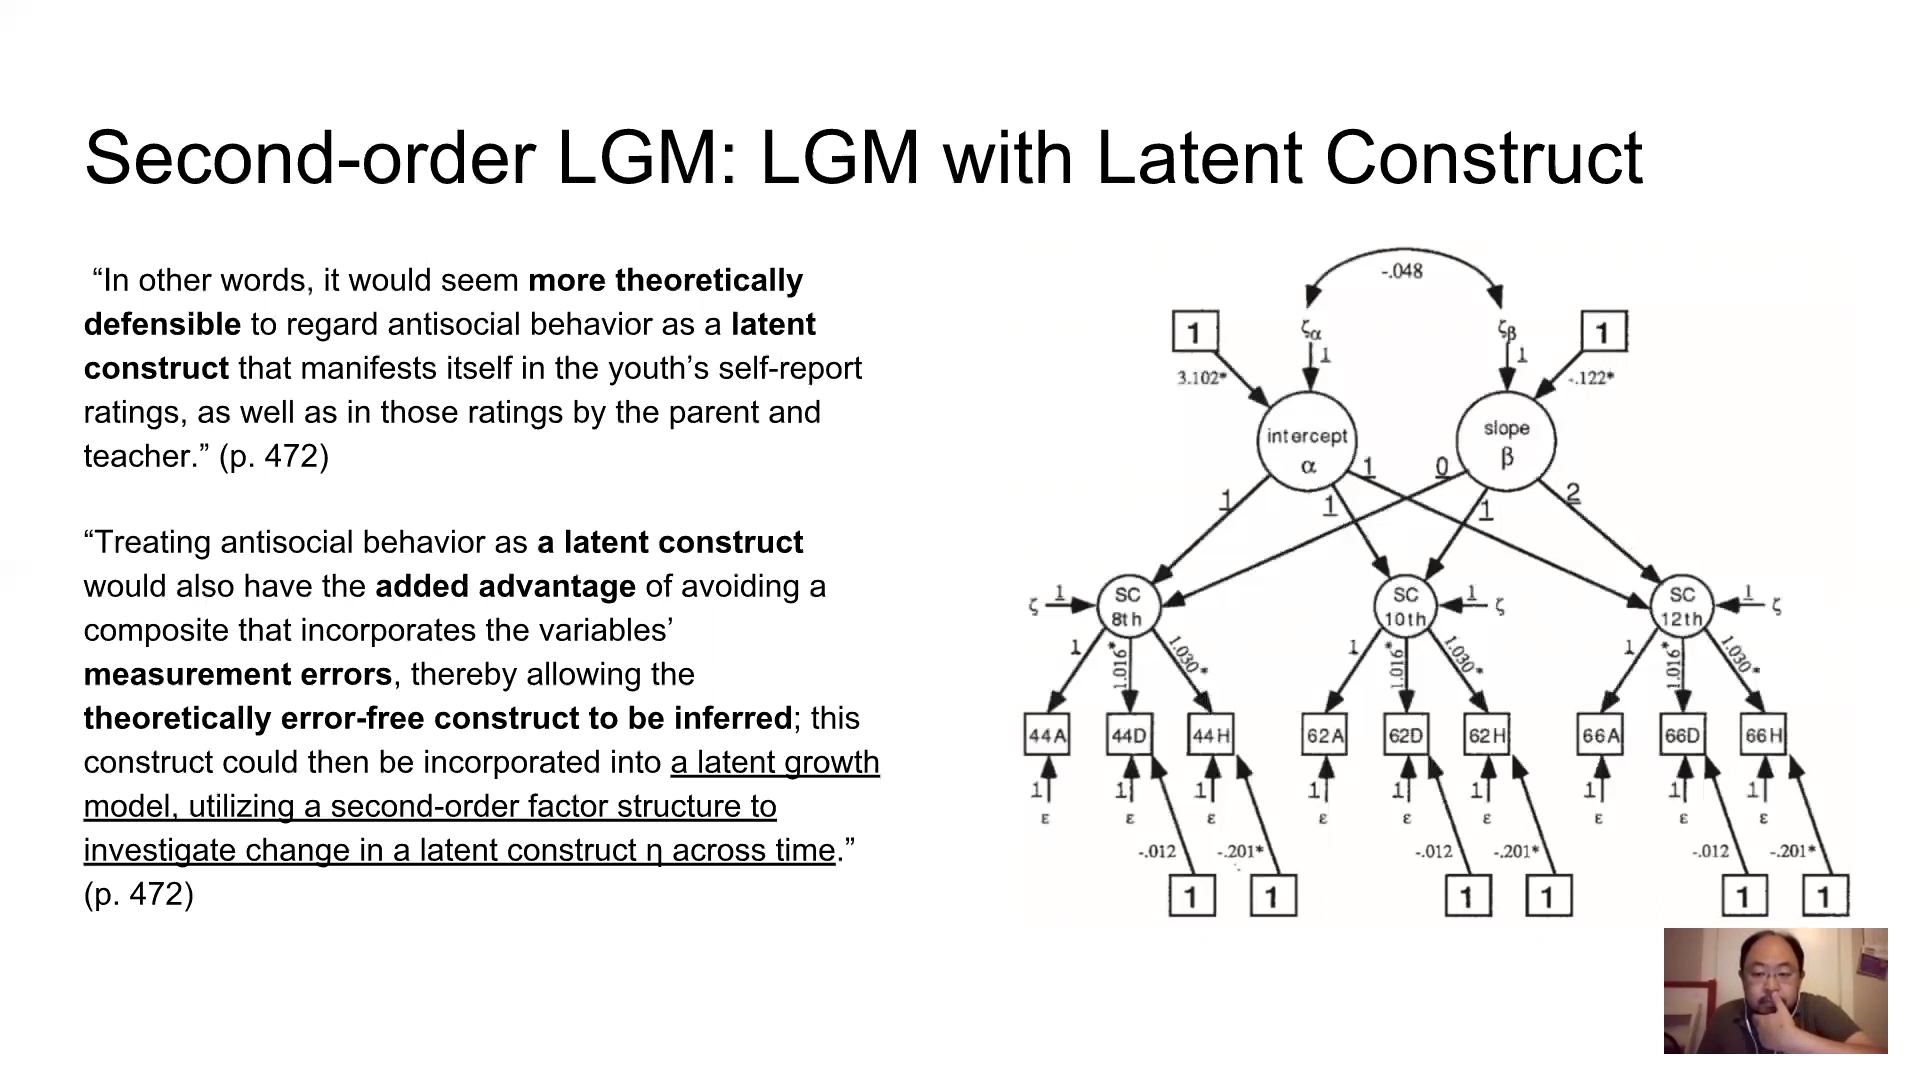 Second-order LGM: LGM with Latent Construct
“In other words, it would seem more theoretically
defensible to regard antisocial behavior as a latent
construct that manifests itself in the youth’s self-report
ratings, as well as in those ratings by the parent and
teacher.” (p. 472)
“Treating antisocial behavior as a latent construct
would also have the added advantage of avoiding a
composite that incorporates the variables’
measurement errors, thereby allowing the
theoretically error-free construct to be inferred; this
construct could then be incorporated into a latent growth
model, utilizing a second-order factor structure to
investigate change in a latent construct η across time.”
(p. 472)
-.048
1 ζα ζβ 1
1 1
3.102* -.122*
intercept slope
α β
1 0
1 1 1 2
SC SC SC
8th 10th 12th
ζ 1 1 ζ 1 ζ
1 1.016* 1.030* 1 1.016* 1.030* 1 1.016* 1.030*
44A 44D 44H 62A 62D 62H 66A 66D 66H
1 1 1 1 1 1 1 1 1
ε ε ε ε ε ε ε ε ε
-.012 -.201* -.012 -.201* -.012 -.201*
1 1 1 1 1 1